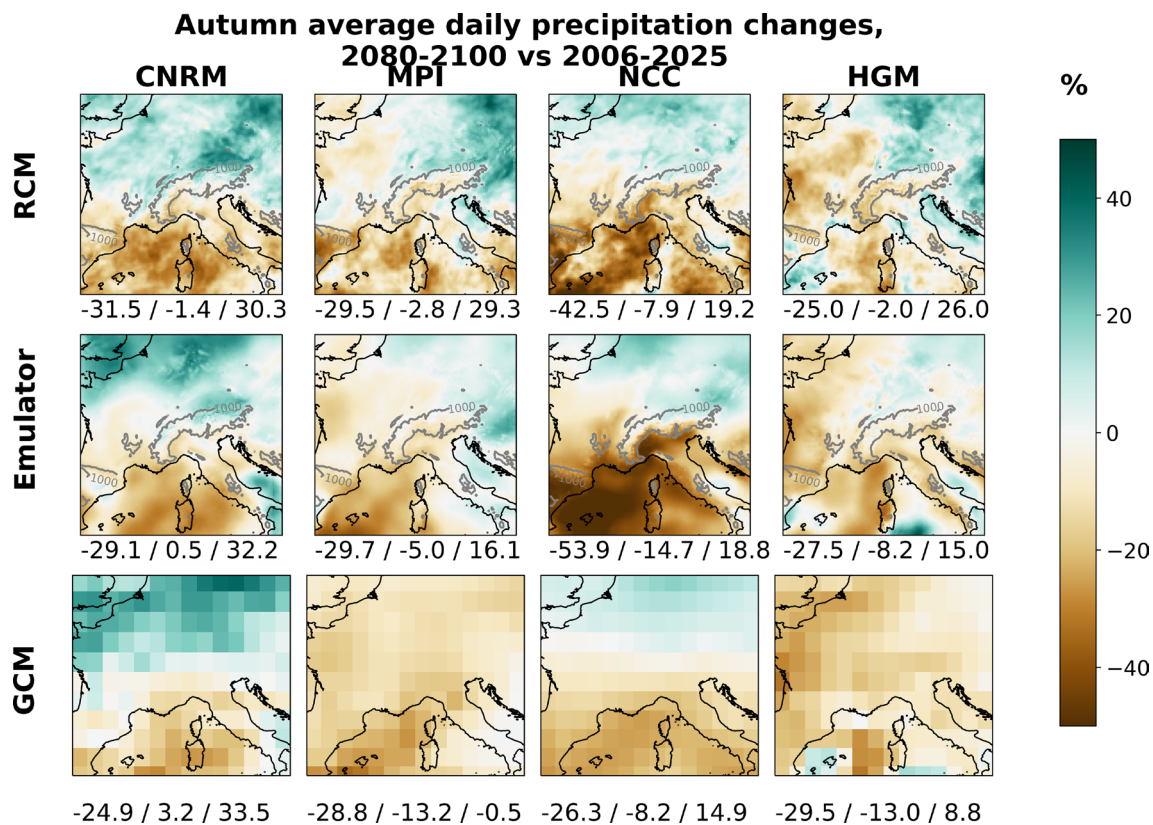 Autumn average daily precipitation changes,
2080-2100 vs 2006-2025
CNRM MPI NCC HGM
%
RCM
1000 1000 1000 1000
1000 1000 1000 1000
-31.5 / -1.4 / 30.3 -29.5 / -2.8 / 29.3 -42.5 / -7.9 / 19.2 -25.0 / -2.0 / 26.0
Emulator
1000 1000 1000 1000
1000 1000 1000 1000
-29.1 / 0.5 / 32.2 -29.7 / -5.0 / 16.1 -53.9 / -14.7 / 18.8 -27.5 / -8.2 / 15.0
GCM
-24.9 / 3.2 / 33.5 -28.8 / -13.2 / -0.5 -26.3 / -8.2 / 14.9 -29.5 / -13.0 / 8.8
40
20
0
−20
−40